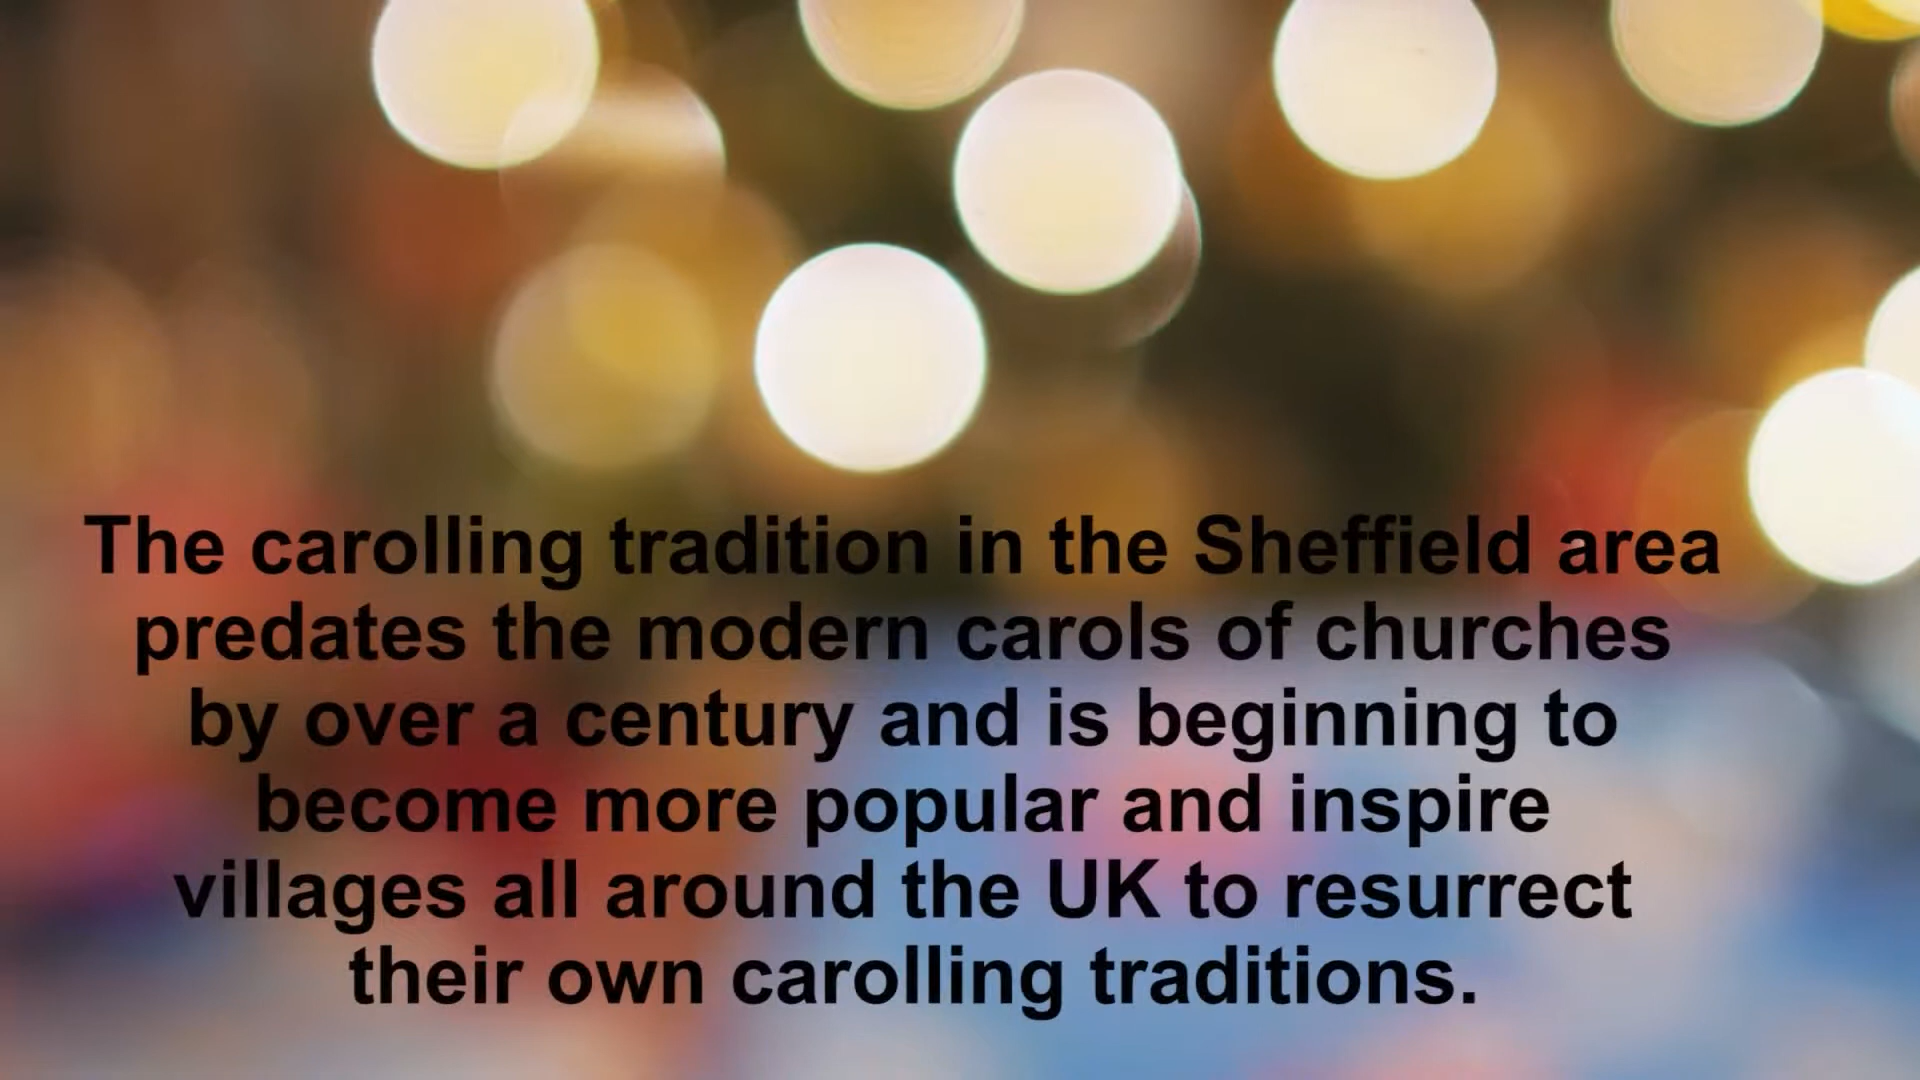 The carolling tradition in the Sheffield area
predates the modern carols of churches
by over a century and is beginning to
become more popular and inspire
villages all around the UK to resurrect
their own carolling traditions.